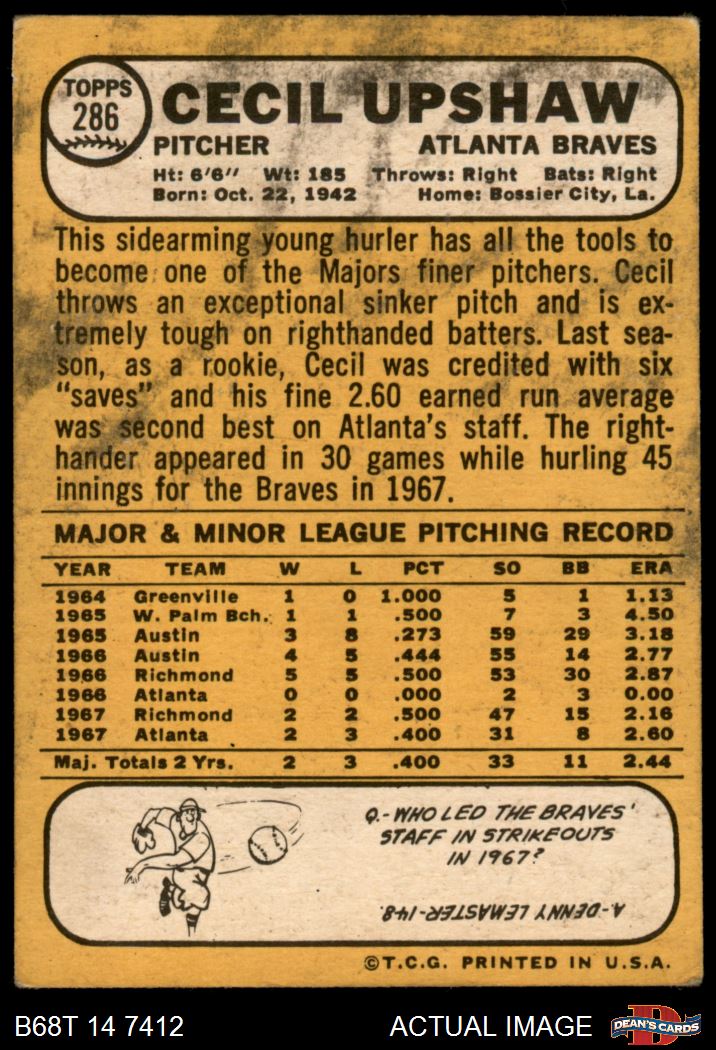 TOPPS
286
CECIL UPSHAW
PITCHER ATLANTA BRAVES
Ht: 6'6" Wt: 185 Throws: Right Bats: Right
Born: Oct. 22, 1942 Home: Bossier City, La.
This sidearming young hurler has all the tools to
become one of the Majors finer pitchers. Cecil
throws an exceptional sinker pitch and is ex-
tremely tough on righthanded batters. Last sea-
son, as a rookie, Cecil was credited with six
"saves" and his fine 2.60 earned run average
was second best on Atlanta's staff. The right-
hander appeared in 30 games while hurling 45
innings for the Braves in 1967.
MAJOR & MINOR LEAGUE PITCHING RECORD
YEAR TEAM W L PCT SO BB ERA
1964 Greenville 1 0 1.000 5 1 1.13
1965 W. Palm Bch. 1 1 .500 7 3 4.50
1965 Austin 3 8 .273 59 29 3.18
1966 Austin 4 5 .444 55 14 2.77
1966 Richmond 5 5 .500 53 30 2.87
1966 Atlanta 0 0 .000 2 3 0.00
1967 Richmond 2 2 .500 47 15 2.16
1967 Atlanta 2 3 .400 31 8 2.60
Maj. Totals 2 Yrs. 2 3 .400 33 11 2.44
Q.-WHO LED THE BRAVES'
STAFF IN STRIKEOUTS
IN 1967?
A.-DENNY LEMASTER-148.
©T.C.G. PRINTED IN U.S.A.
B68T 14 7412 ACTUAL IMAGE
D
DEAN'S CARDS